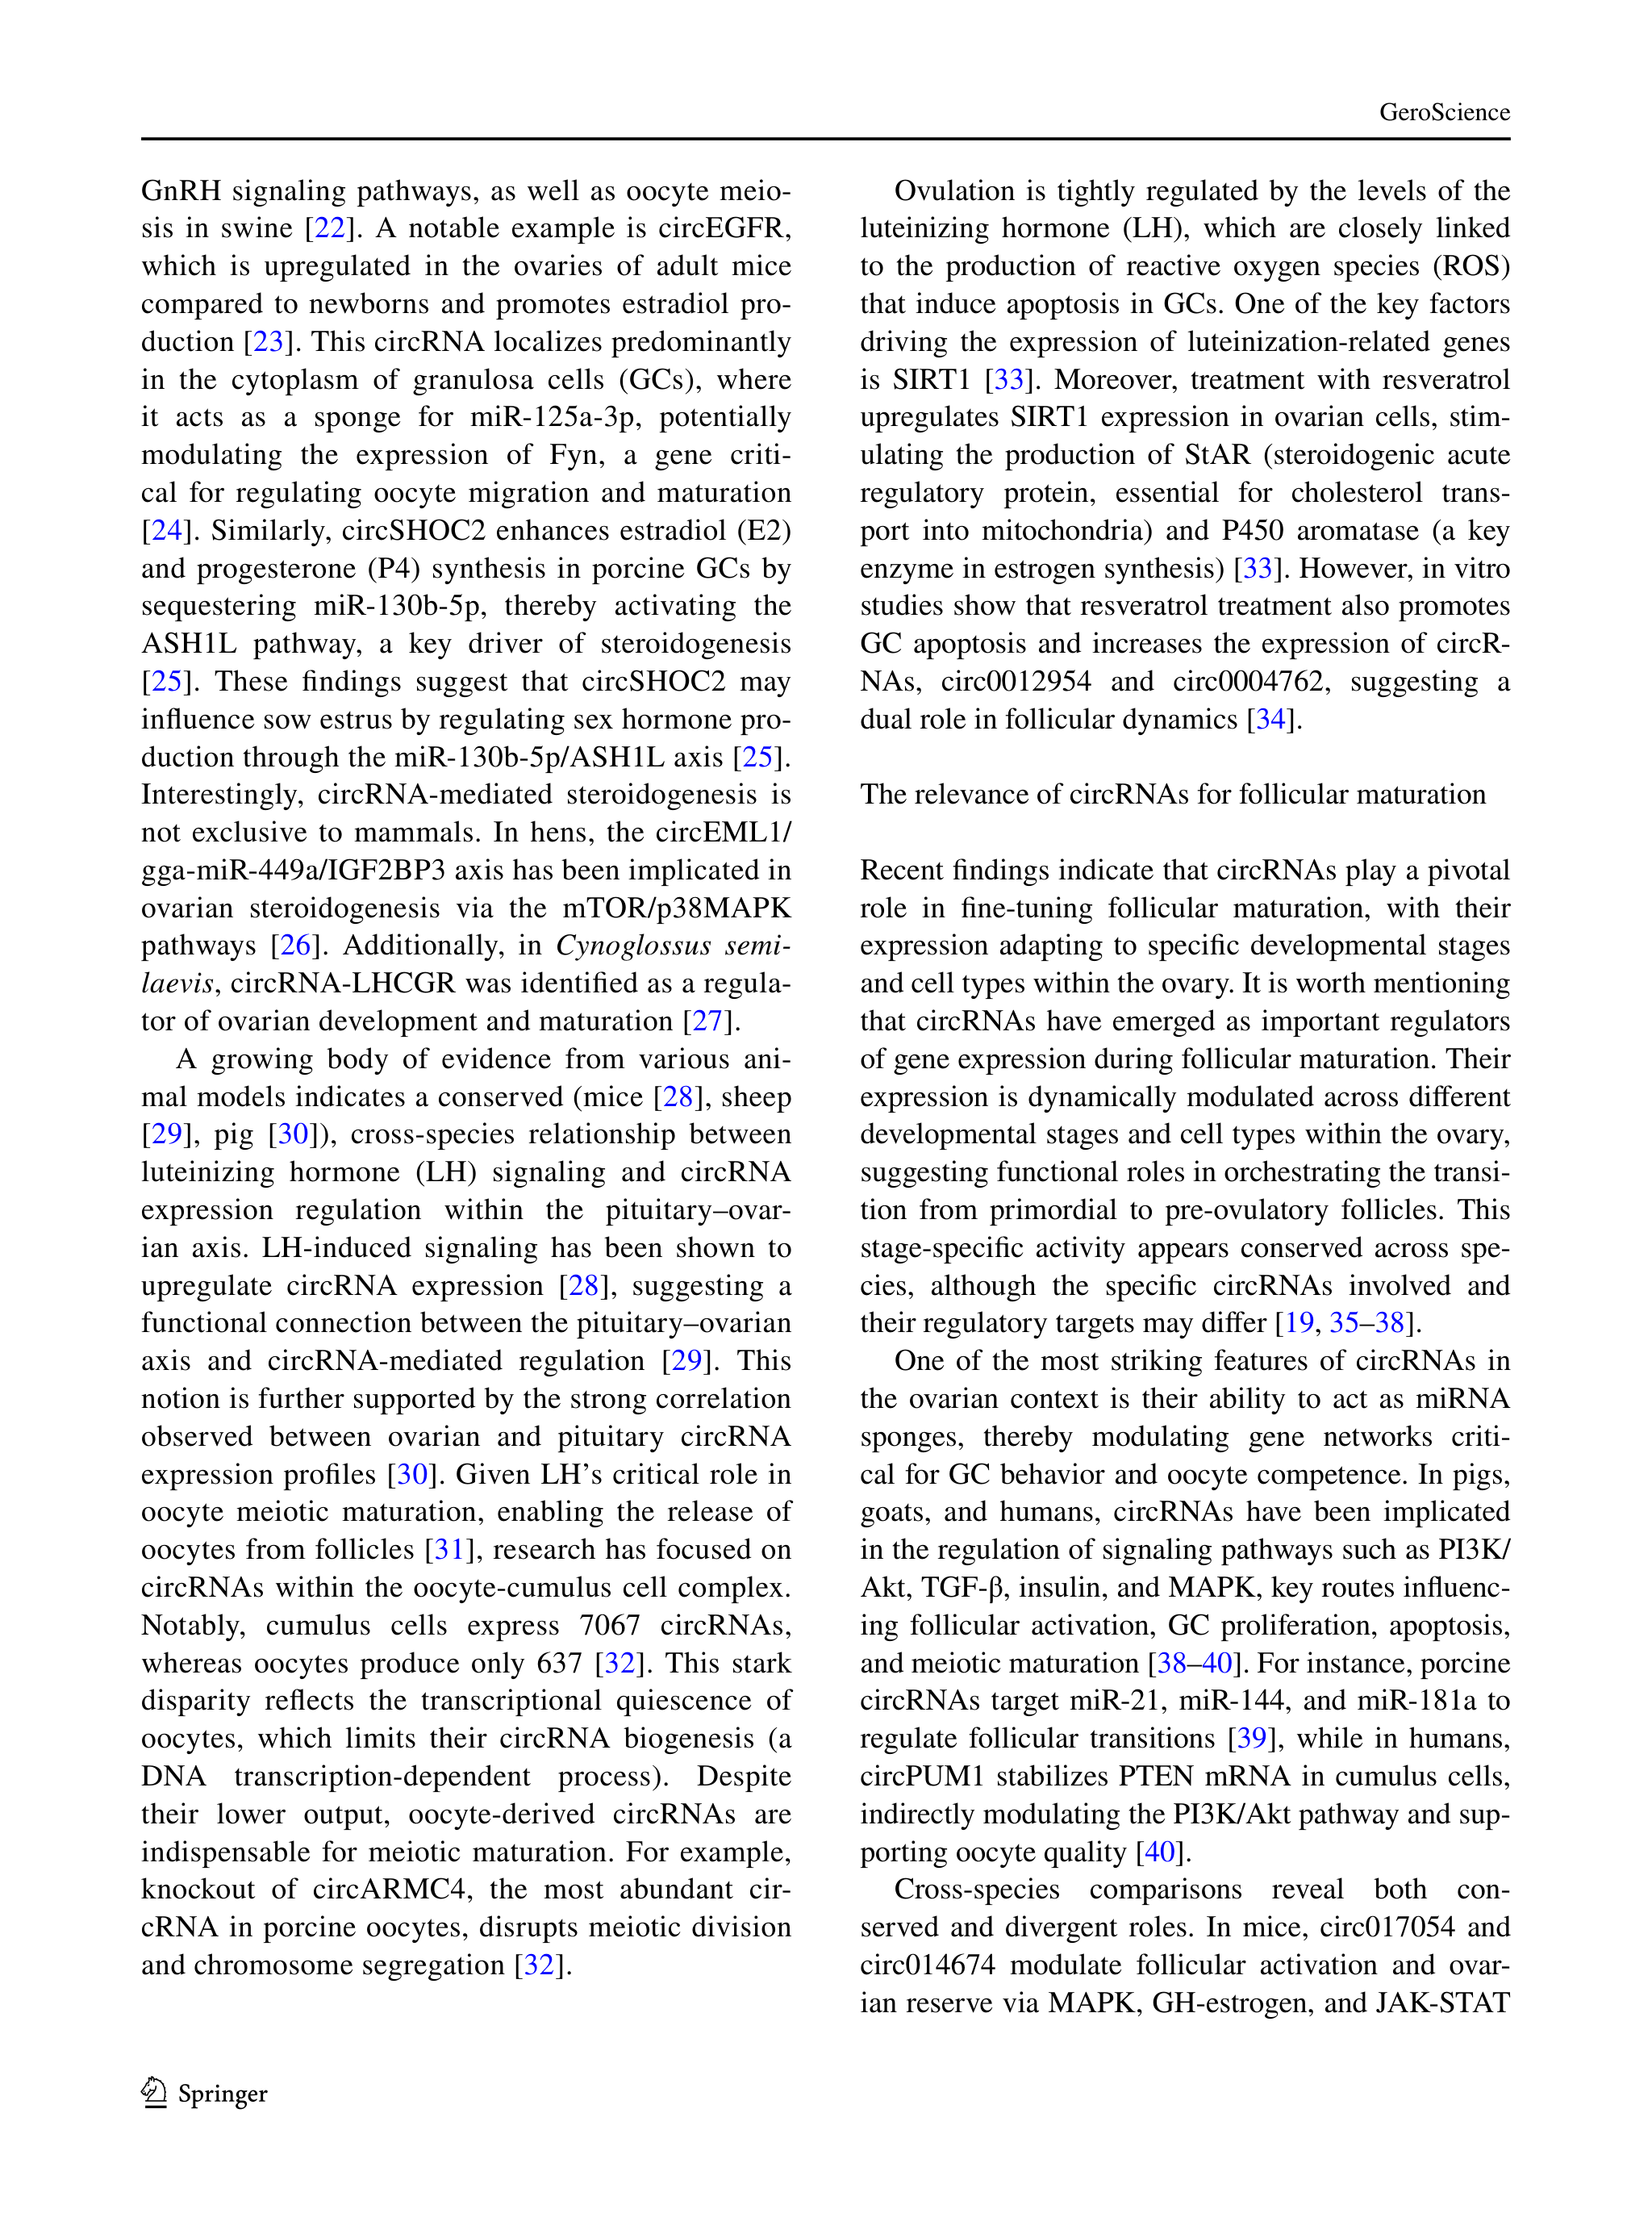 GeroScience
GnRH signaling pathways, as well as oocyte meio-
sis in swine [22]. A notable example is circEGFR,
which is upregulated in the ovaries of adult mice
compared to newborns and promotes estradiol pro-
duction [23]. This circRNA localizes predominantly
in the cytoplasm of granulosa cells (GCs), where
it acts as a sponge for miR-125a-3p, potentially
modulating the expression of Fyn, a gene criti-
cal for regulating oocyte migration and maturation
[24]. Similarly, circSHOC2 enhances estradiol (E2)
and progesterone (P4) synthesis in porcine GCs by
sequestering miR-130b-5p, thereby activating the
ASH1L pathway, a key driver of steroidogenesis
[25]. These findings suggest that circSHOC2 may
influence sow estrus by regulating sex hormone pro-
duction through the miR-130b-5p/ASH1L axis [25].
Interestingly, circRNA-mediated steroidogenesis is
not exclusive to mammals. In hens, the circEML1/
gga-miR-449a/IGF2BP3 axis has been implicated in
ovarian steroidogenesis via the mTOR/p38MAPK
pathways [26]. Additionally, in Cynoglossus semi-
laevis, circRNA-LHCGR was identified as a regula-
tor of ovarian development and maturation [27].
A growing body of evidence from various ani-
mal models indicates a conserved (mice [28], sheep
[29], pig [30]), cross-species relationship between
luteinizing hormone (LH) signaling and circRNA
expression regulation within the pituitary–ovar-
ian axis. LH-induced signaling has been shown to
upregulate circRNA expression [28], suggesting a
functional connection between the pituitary–ovarian
axis and circRNA-mediated regulation [29]. This
notion is further supported by the strong correlation
observed between ovarian and pituitary circRNA
expression profiles [30]. Given LH's critical role in
oocyte meiotic maturation, enabling the release of
oocytes from follicles [31], research has focused on
circRNAs within the oocyte-cumulus cell complex.
Notably, cumulus cells express 7067 circRNAs,
whereas oocytes produce only 637 [32]. This stark
disparity reflects the transcriptional quiescence of
oocytes, which limits their circRNA biogenesis (a
DNA transcription-dependent process). Despite
their lower output, oocyte-derived circRNAs are
indispensable for meiotic maturation. For example,
knockout of circARMC4, the most abundant cir-
cRNA in porcine oocytes, disrupts meiotic division
and chromosome segregation [32].
Ovulation is tightly regulated by the levels of the
luteinizing hormone (LH), which are closely linked
to the production of reactive oxygen species (ROS)
that induce apoptosis in GCs. One of the key factors
driving the expression of luteinization-related genes
is SIRT1 [33]. Moreover, treatment with resveratrol
upregulates SIRT1 expression in ovarian cells, stim-
ulating the production of StAR (steroidogenic acute
regulatory protein, essential for cholesterol trans-
port into mitochondria) and P450 aromatase (a key
enzyme in estrogen synthesis) [33]. However, in vitro
studies show that resveratrol treatment also promotes
GC apoptosis and increases the expression of circR-
NAs, circ0012954 and circ0004762, suggesting a
dual role in follicular dynamics [34].
The relevance of circRNAs for follicular maturation
Recent findings indicate that circRNAs play a pivotal
role in fine-tuning follicular maturation, with their
expression adapting to specific developmental stages
and cell types within the ovary. It is worth mentioning
that circRNAs have emerged as important regulators
of gene expression during follicular maturation. Their
expression is dynamically modulated across different
developmental stages and cell types within the ovary,
suggesting functional roles in orchestrating the transi-
tion from primordial to pre-ovulatory follicles. This
stage-specific activity appears conserved across spe-
cies, although the specific circRNAs involved and
their regulatory targets may differ [19, 35–38].
One of the most striking features of circRNAs in
the ovarian context is their ability to act as miRNA
sponges, thereby modulating gene networks criti-
cal for GC behavior and oocyte competence. In pigs,
goats, and humans, circRNAs have been implicated
in the regulation of signaling pathways such as PI3K/
Akt, TGF-β, insulin, and MAPK, key routes influenc-
ing follicular activation, GC proliferation, apoptosis,
and meiotic maturation [38–40]. For instance, porcine
circRNAs target miR-21, miR-144, and miR-181a to
regulate follicular transitions [39], while in humans,
circPUM1 stabilizes PTEN mRNA in cumulus cells,
indirectly modulating the PI3K/Akt pathway and sup-
porting oocyte quality [40].
Cross-species comparisons reveal both con-
served and divergent roles. In mice, circ017054 and
circ014674 modulate follicular activation and ovar-
ian reserve via MAPK, GH-estrogen, and JAK-STAT
Springer